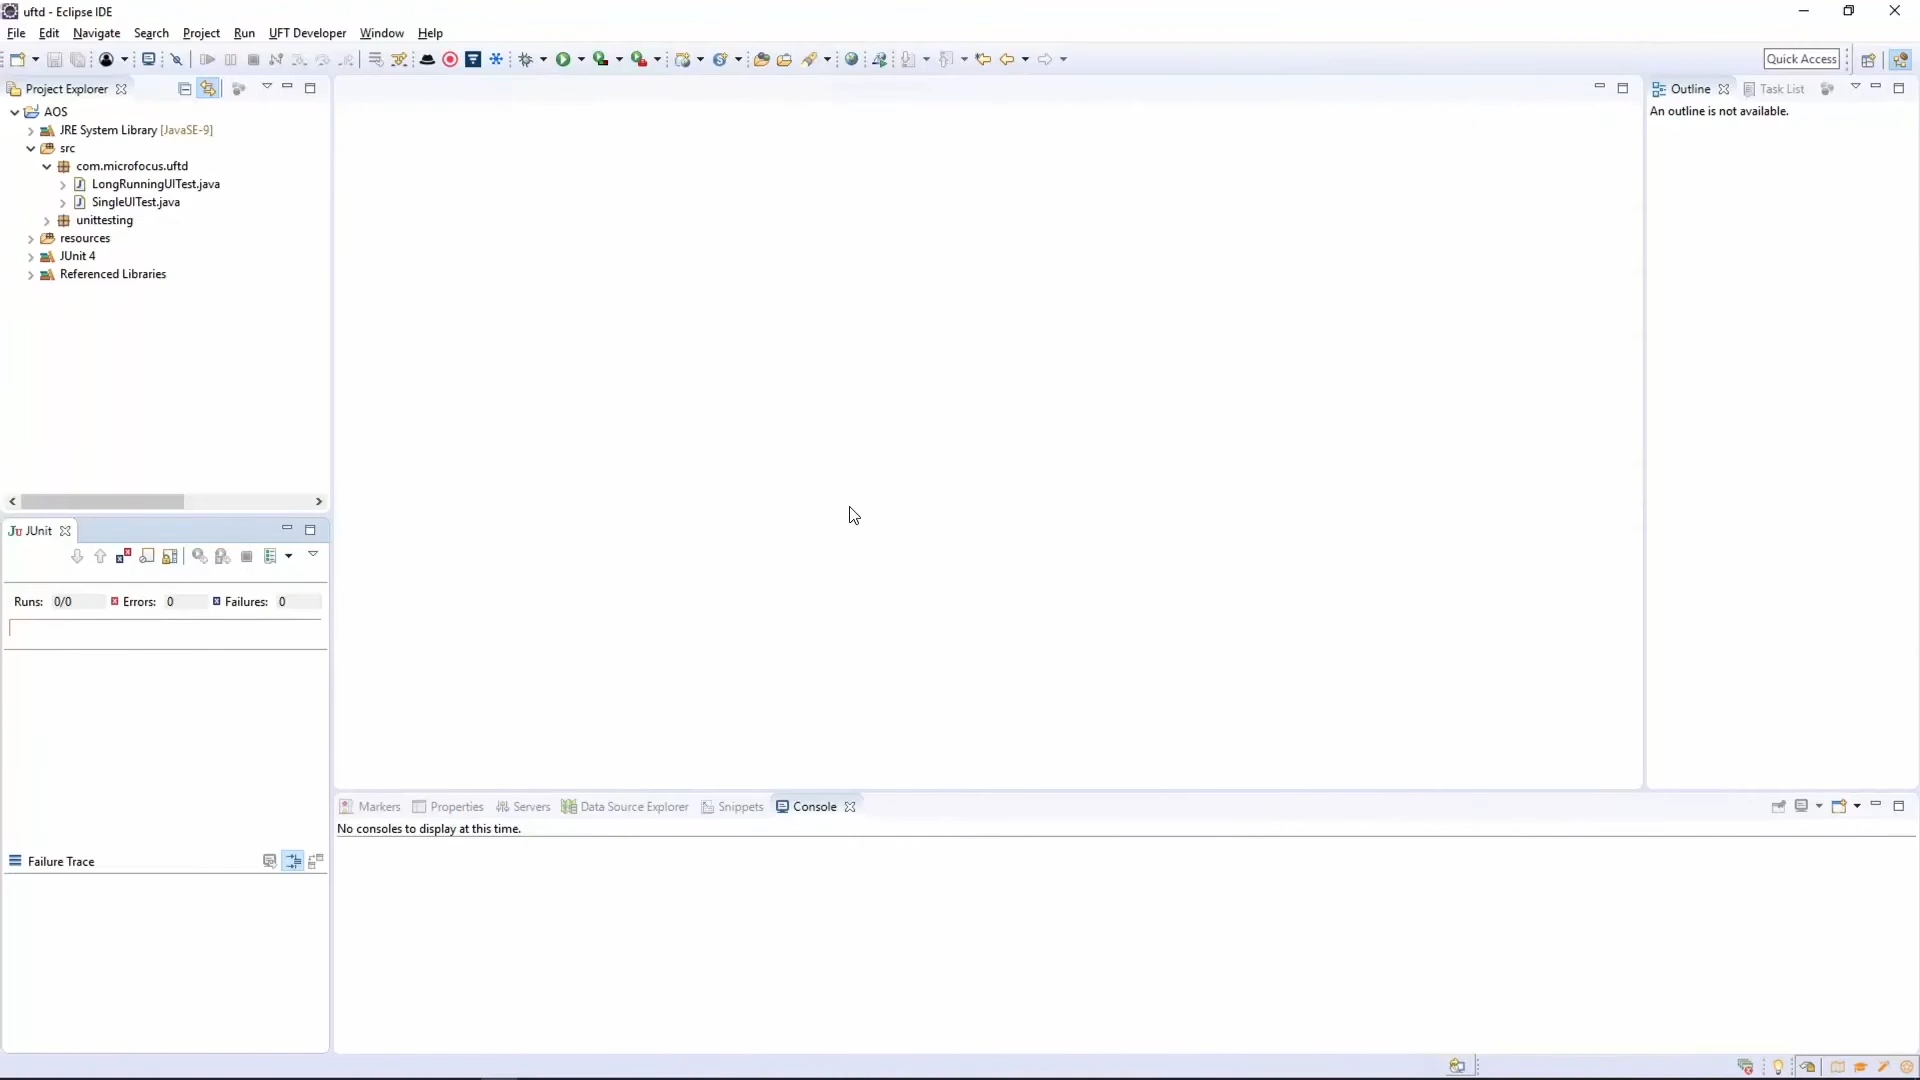 uftd - Eclipse IDE
File Edit Navigate Search Project Run UFT Developer Window Help
Quick Access
Project Explorer
AOS
JRE System Library [JavaSE-9]
src
com.microfocus.uftd
LongRunningUITest.java
SingleUITest.java
unittesting
resources
JUnit 4
Referenced Libraries
Outline Task List
An outline is not available.
Ju JUnit
Runs: 0/0 Errors: 0 Failures: 0
Failure Trace
Markers Properties Servers Data Source Explorer Snippets Console
No consoles to display at this time.